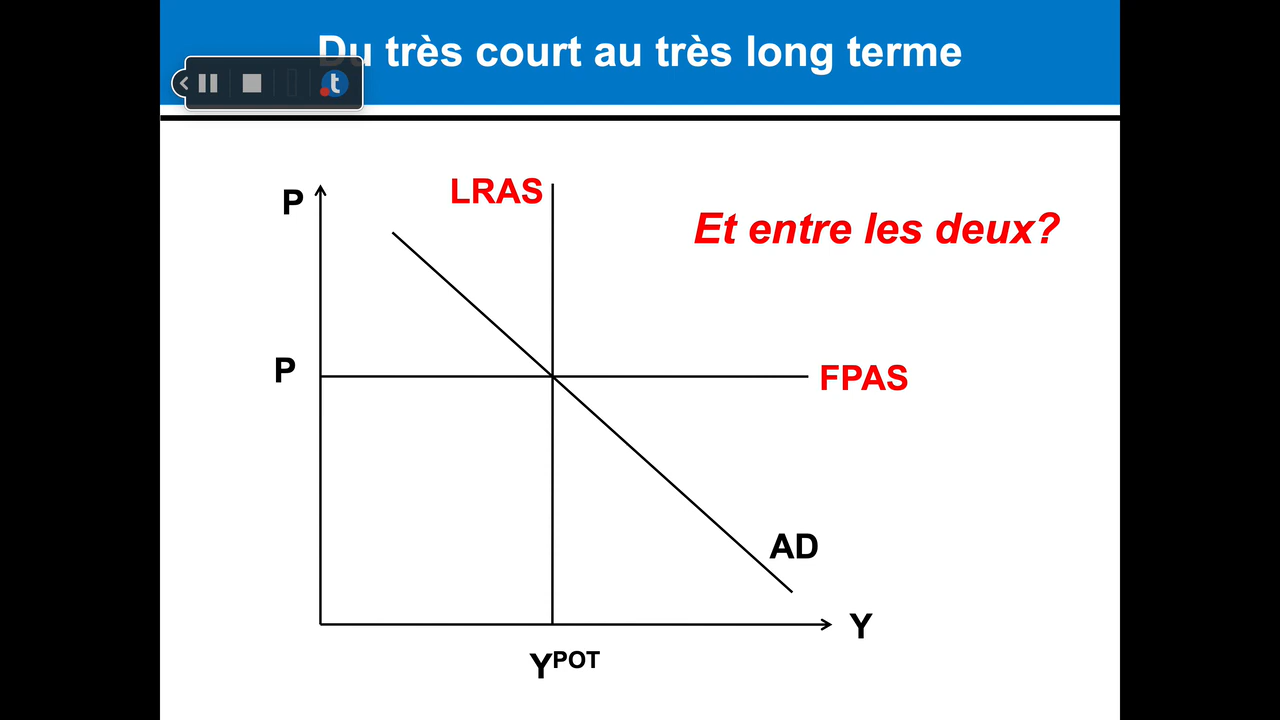 Du très court au très long terme
t
P
LRAS
Et entre les deux?
P
FPAS
AD
Y
YPOT